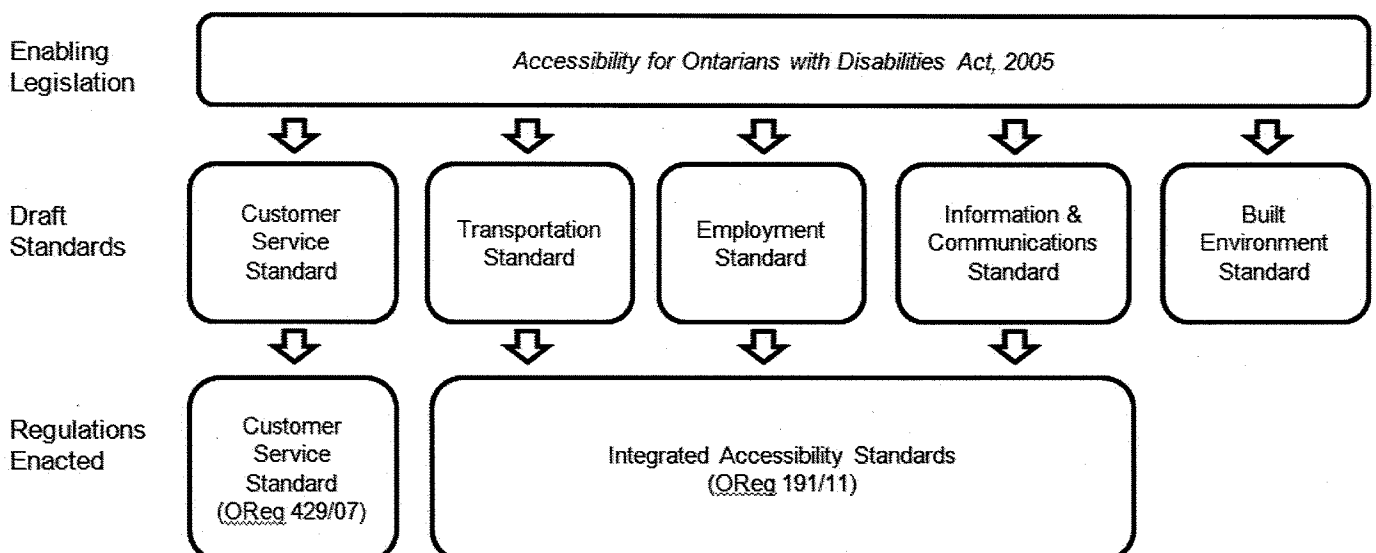 Enabling
Legislation
Accessibility for Ontarians with Disabilities Act, 2005
Draft
Standards
Customer
Service
Standard
Transportation
Standard
Employment
Standard
Information &
Communications
Standard
Built
Environment
Standard
Regulations
Enacted
Customer
Service
Standard
(OReg 429/07)
Integrated Accessibility Standards
(OReg 191/11)